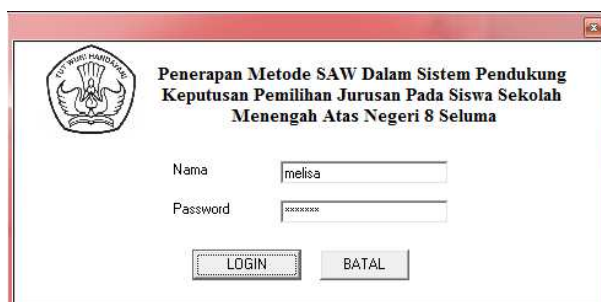 TUT WURI HANDAYANI
Penerapan Metode SAW Dalam Sistem Pendukung
Keputusan Pemilihan Jurusan Pada Siswa Sekolah
Menengah Atas Negeri 8 Seluma
Nama melisa
Password *******
LOGIN BATAL